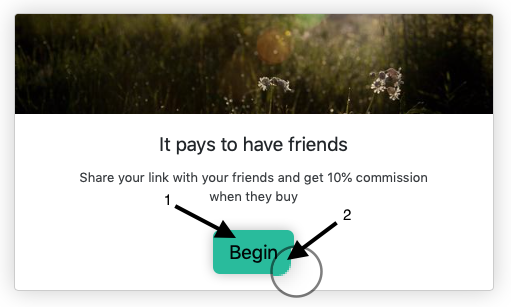 It pays to have friends
Share your link with your friends and get 10% commission
when they buy
1
2
Begin